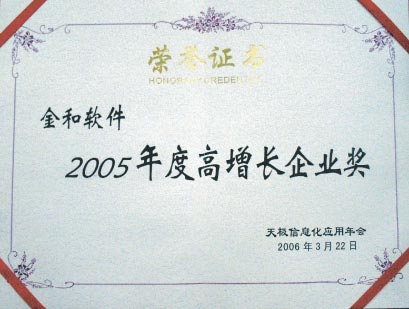 荣誉证书
HONORARY CREDENTIAL
金和软件
2005年度高增长企业奖
天极信息化应用年会
2006年3月22日